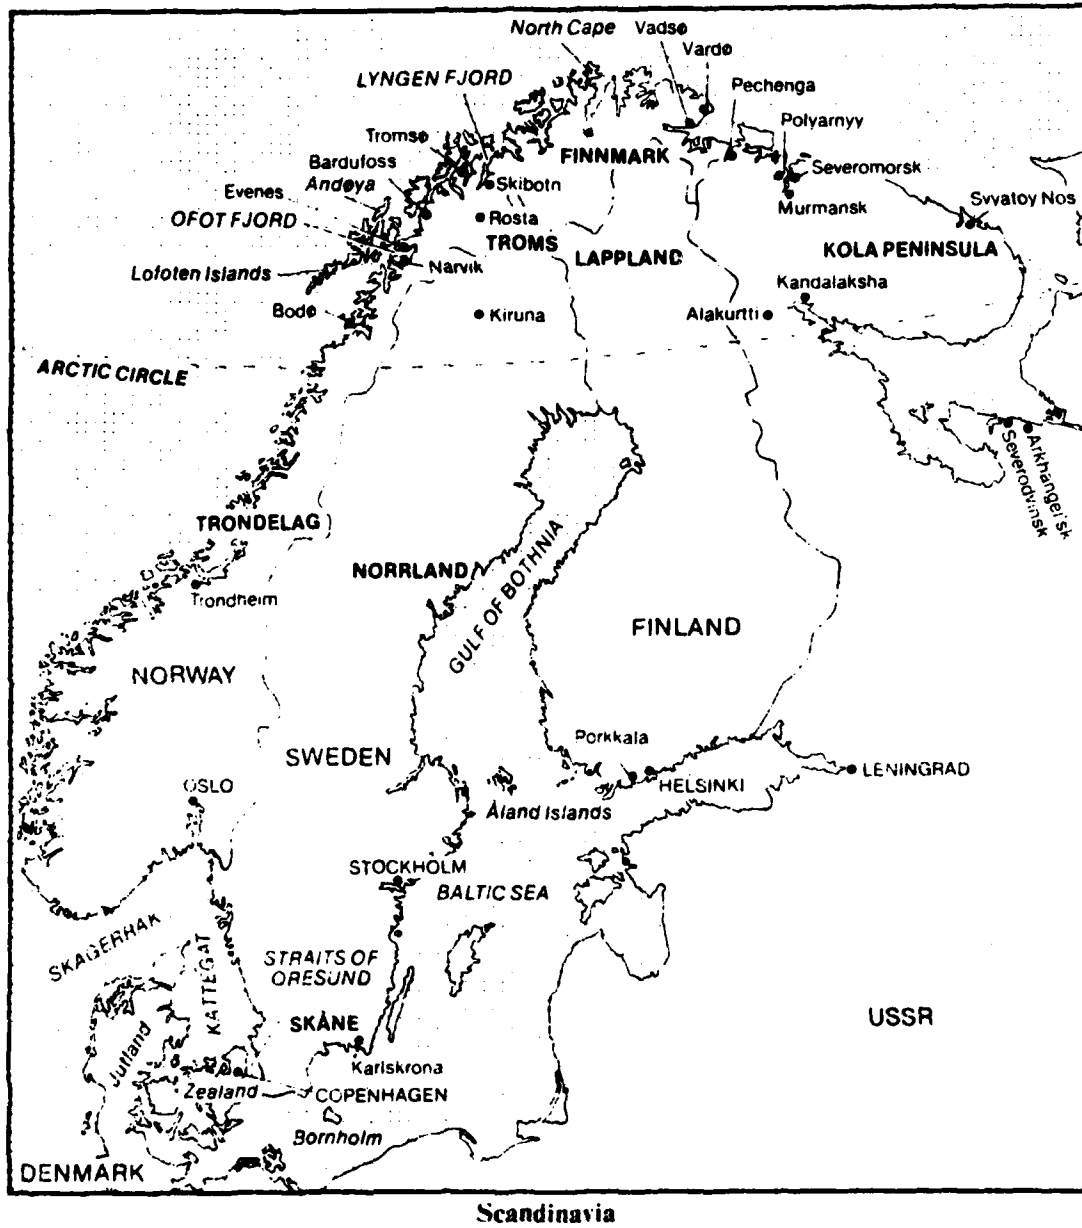 North Cape
Vadsø
Vardø
LYNGEN FJORD
Pechenga
Polyarnyy
Tromsø
FINNMARK
Bardufoss
Severomorsk
Andøya
Evenes
Skibotn
Murmansk
Svyatoy Nos
OFOT FJORD
Rosta
TROMS
LAPPLAND
KOLA PENINSULA
Lofoten Islands
Narvik
Kandalaksha
Bodø
Kiruna
Alakurtti
ARCTIC CIRCLE
Severodvinsk
Arkhangel'sk
TRONDELAG
NORRLAND
GULF OF BOTHNIA
Trondheim
FINLAND
NORWAY
Porkkala
SWEDEN
LENINGRAD
OSLO
HELSINKI
Åland Islands
STOCKHOLM
BALTIC SEA
SKAGERRAK
KATTEGAT
STRAITS OF
ORESUND
USSR
SKÅNE
Jutland
Karlskrona
Zealand
COPENHAGEN
Bornholm
DENMARK
Scandinavia